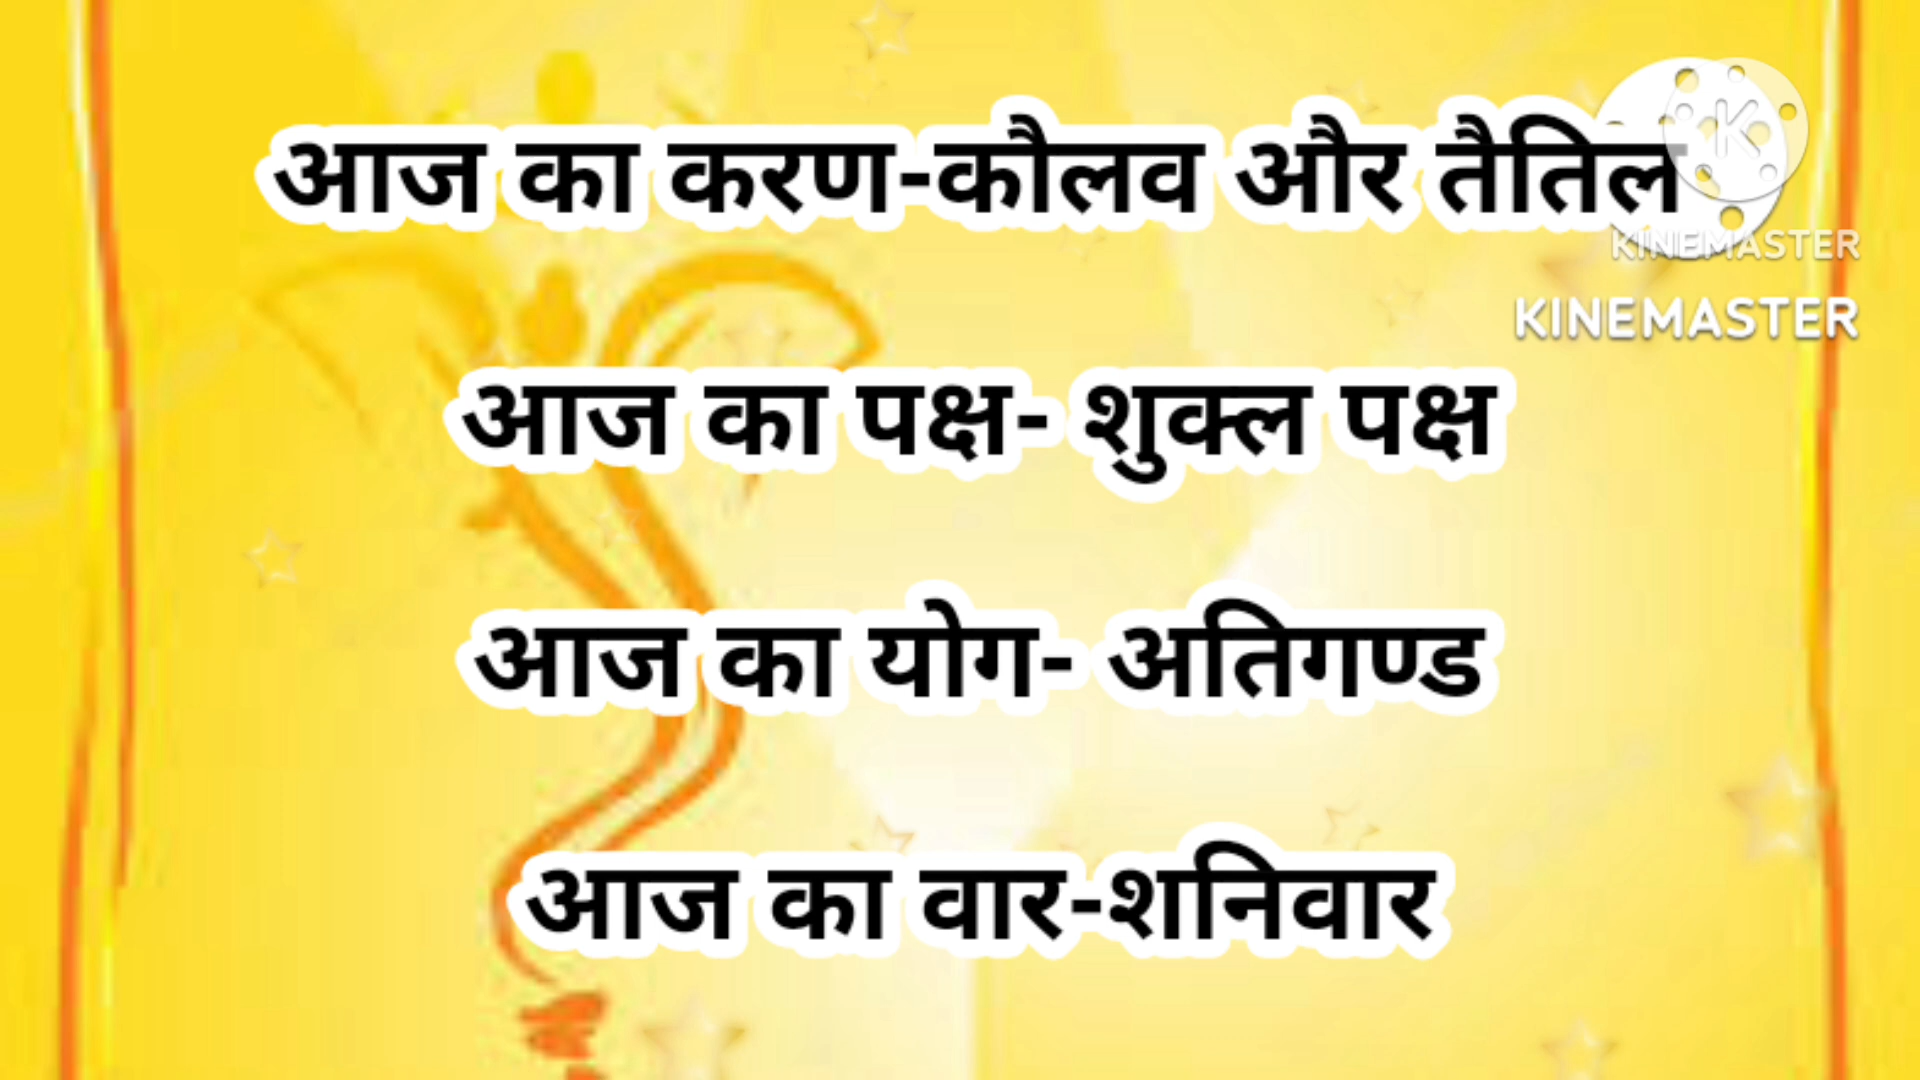 आज का करण-कौलव और तैतिल
KINEMASTER
KINEMASTER
आज का पक्ष- शुक्ल पक्ष
आज का योग- अतिगण्ड
आज का वार-शनिवार